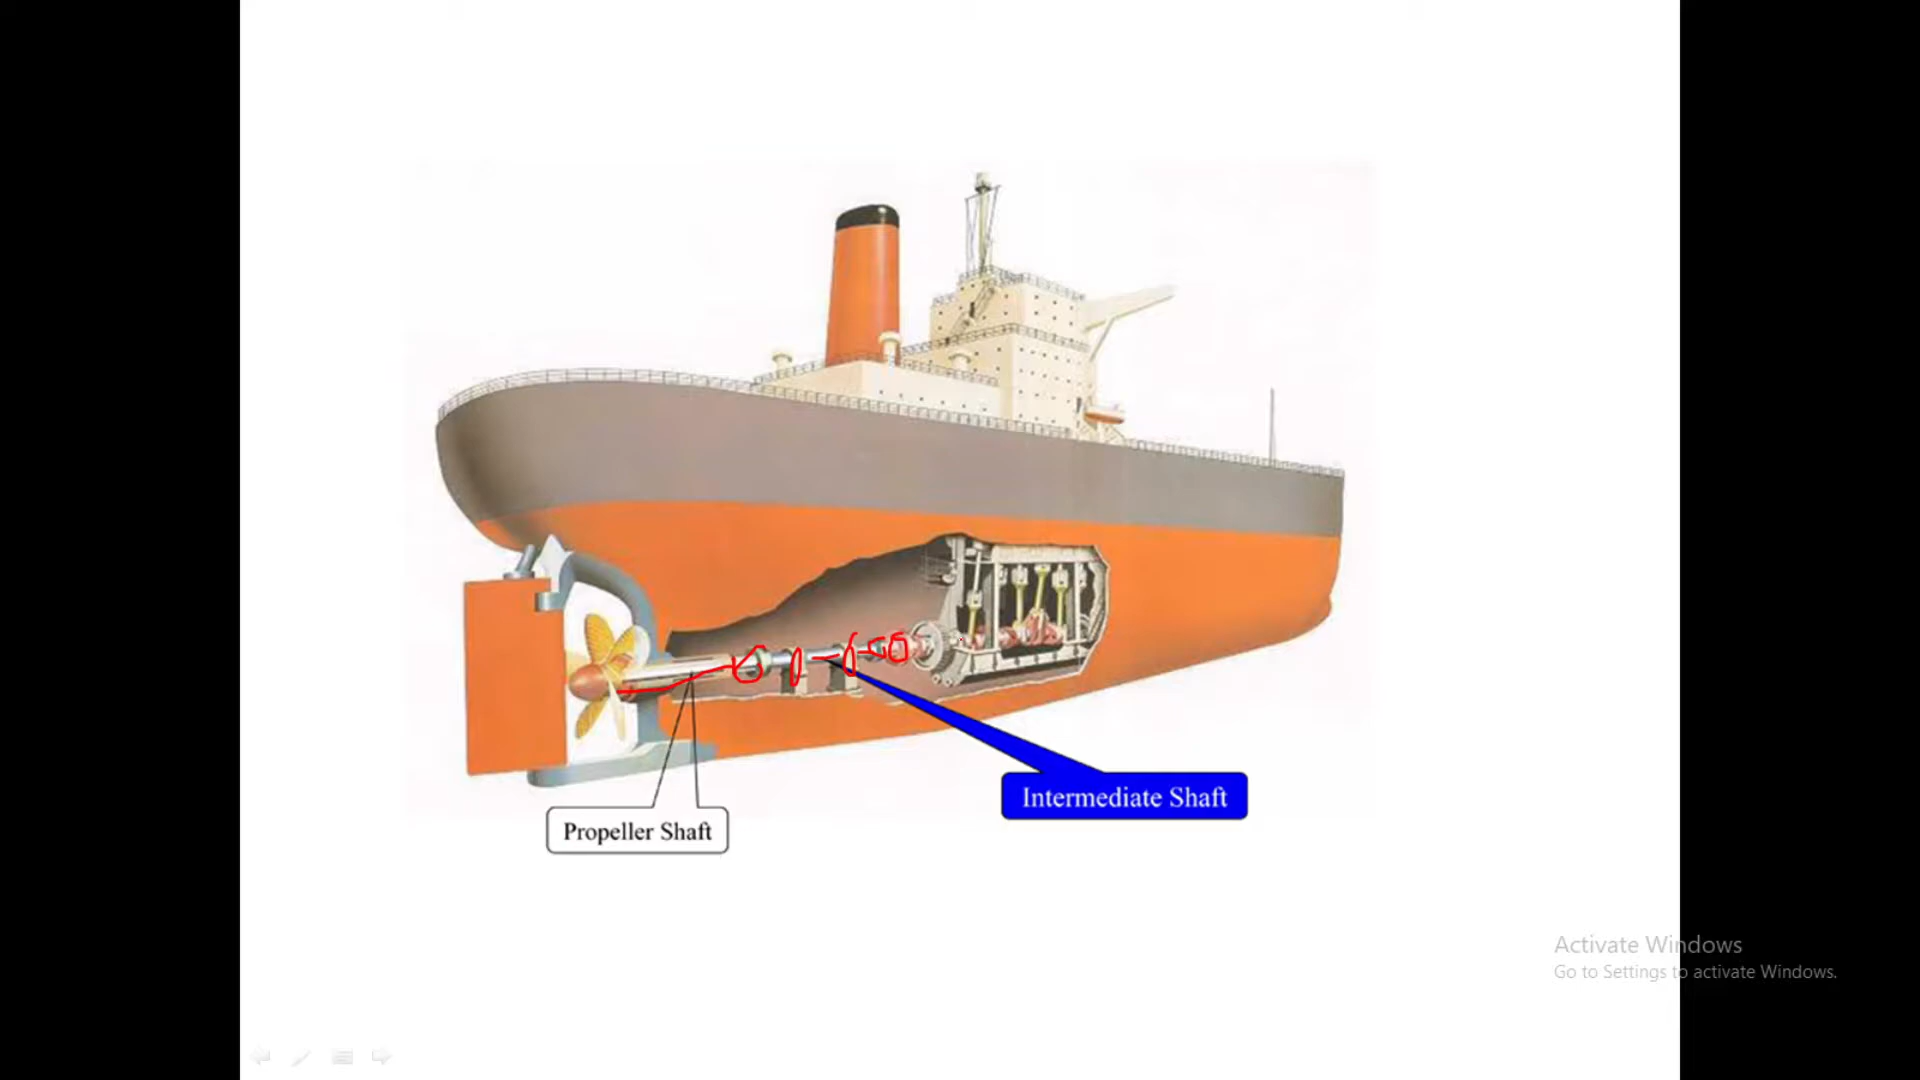 Intermediate Shaft
Propeller Shaft
Activate Windows
Go to Settings to activate Windows.